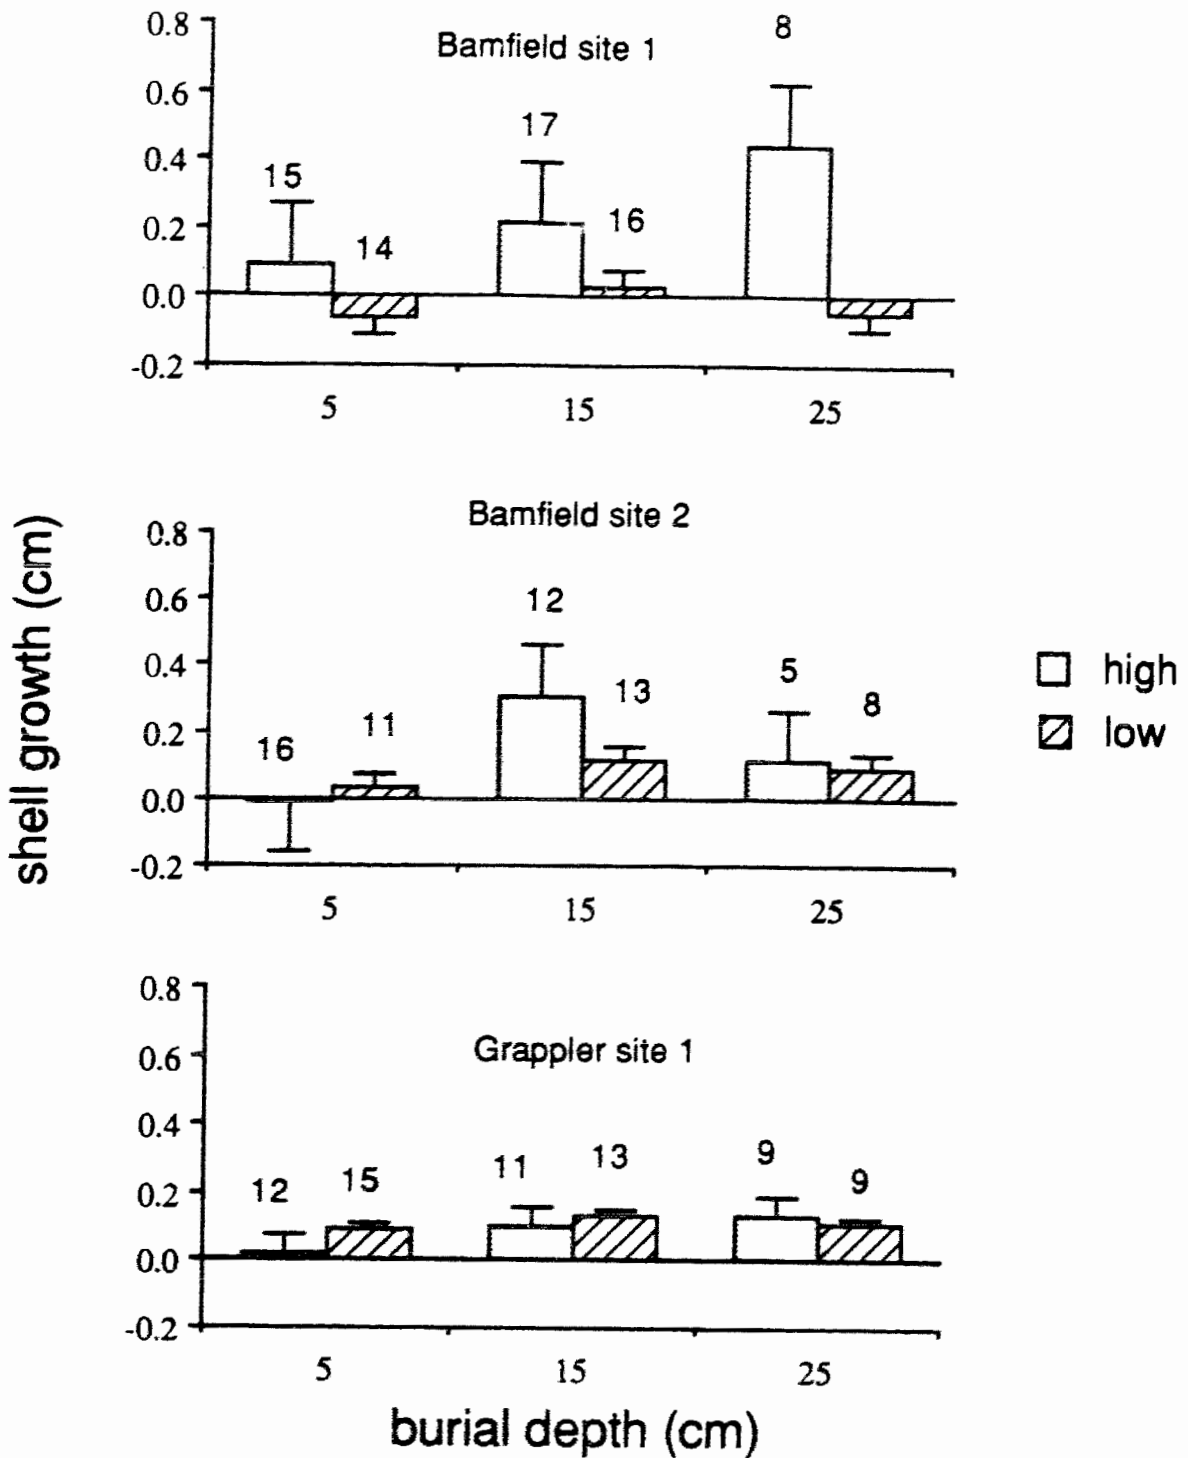 0.8
Bamfield site 1
8
0.6
17
0.4
15
16
0.2
14
0.0
-0.2
5 15 25
Bamfield site 2
0.8
12
0.6
5
0.4
13
8
11
0.2
16
0.0
-0.2
5 15 25
high
low
shell growth (cm)
0.8
Grappler site 1
0.6
0.4
12 15 11 13 9 9
0.2
0.0
-0.2
5 15 25
burial depth (cm)